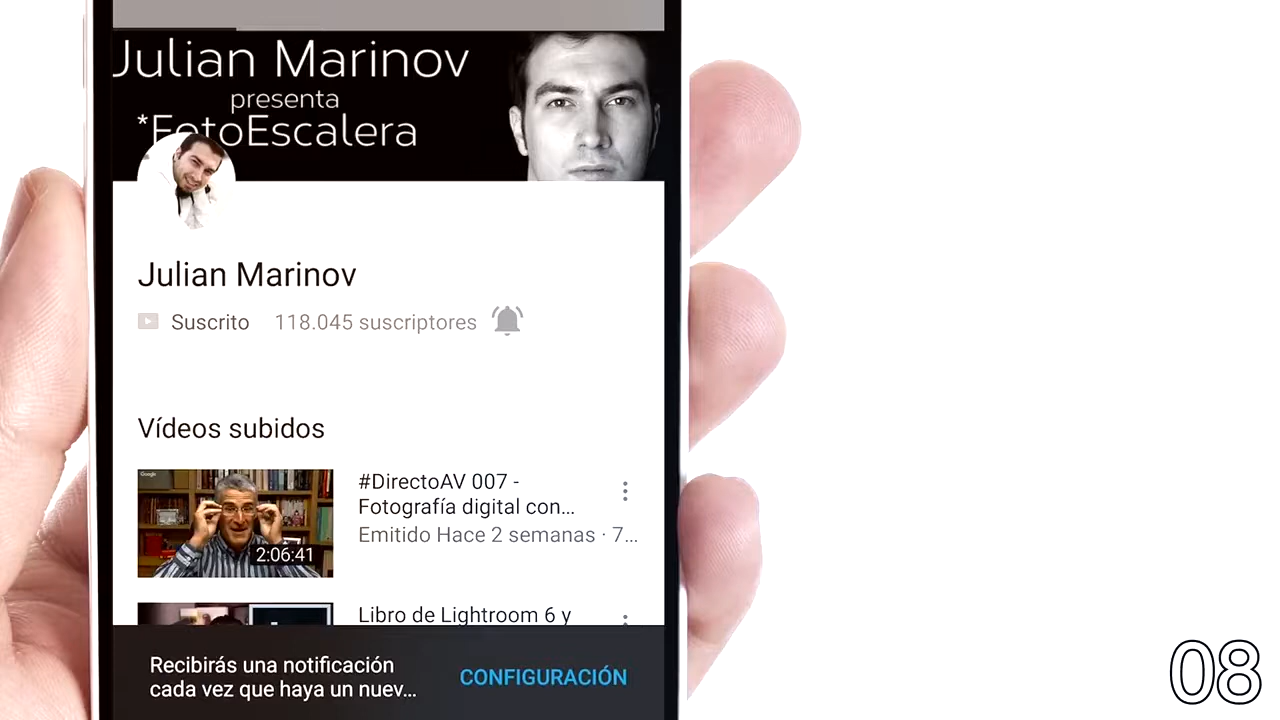 Julian Marinov
presenta
*FotoEscalera
Julian Marinov
Suscrito 118.045 suscriptores
Vídeos subidos
Google
#DirectoAV 007 -
Fotografía digital con...
Emitido Hace 2 semanas · 7...
2:06:41
Libro de Lightroom 6 y
Recibirás una notificación
cada vez que haya un nuev...
CONFIGURACIÓN
08